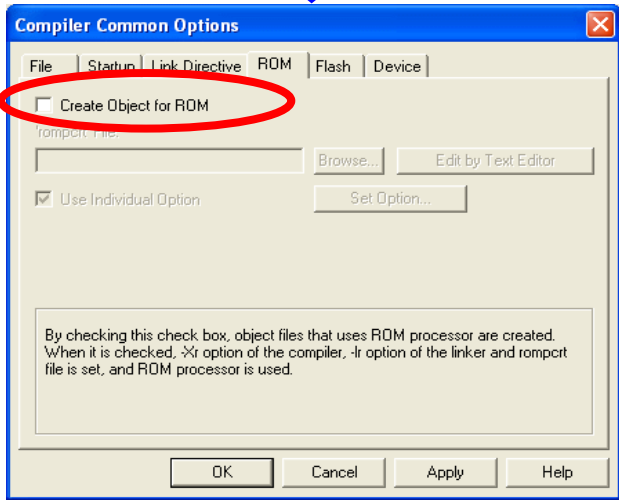 Compiler Common Options
File Startup Link Directive ROM Flash Device
Create Object for ROM
'rompcrt' File:
Browse... Edit by Text Editor
Use Individual Option Set Option...
By checking this check box, object files that uses ROM processor are created.
When it is checked, -Xr option of the compiler, -lr option of the linker and rompcrt
file is set, and ROM processor is used.
OK Cancel Apply Help